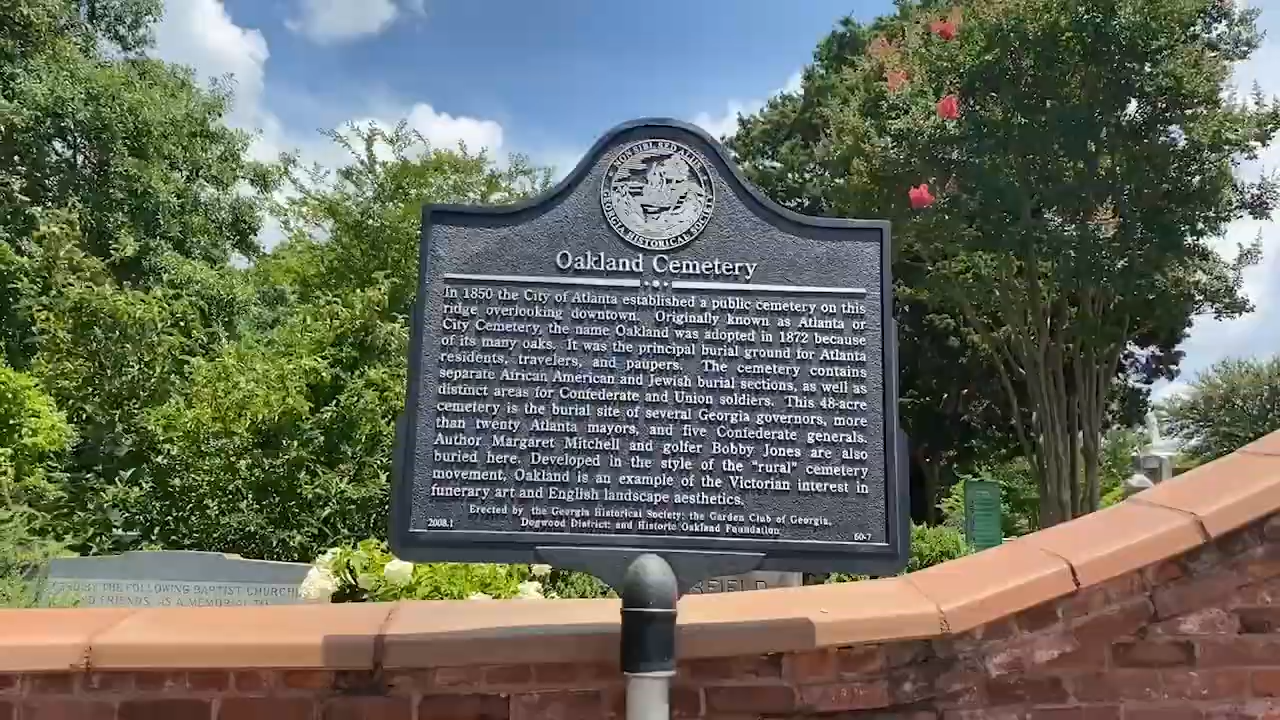 NON SIBI, SED ALIIS
GEORGIA HISTORICAL SOCIETY
Oakland Cemetery
In 1850 the City of Atlanta established a public cemetery on this
ridge overlooking downtown. Originally known as Atlanta or
City Cemetery, the name Oakland was adopted in 1872 because
of its many oaks. It was the principal burial ground for Atlanta
residents, travelers, and paupers. The cemetery contains
separate African American and Jewish burial sections, as well as
distinct areas for Confederate and Union soldiers. This 48-acre
cemetery is the burial site of several Georgia governors, more
than twenty Atlanta mayors, and five Confederate generals.
Author Margaret Mitchell and golfer Bobby Jones are also
buried here. Developed in the style of the "rural" cemetery
movement, Oakland is an example of the Victorian interest in
funerary art and English landscape aesthetics.
Erected by the Georgia Historical Society; the Garden Club of Georgia,
Dogwood District; and Historic Oakland Foundation
2008.1
60-7
BY THE FOLLOWING BAPTIST
FRIENDS, AS A MEMORIAL TO